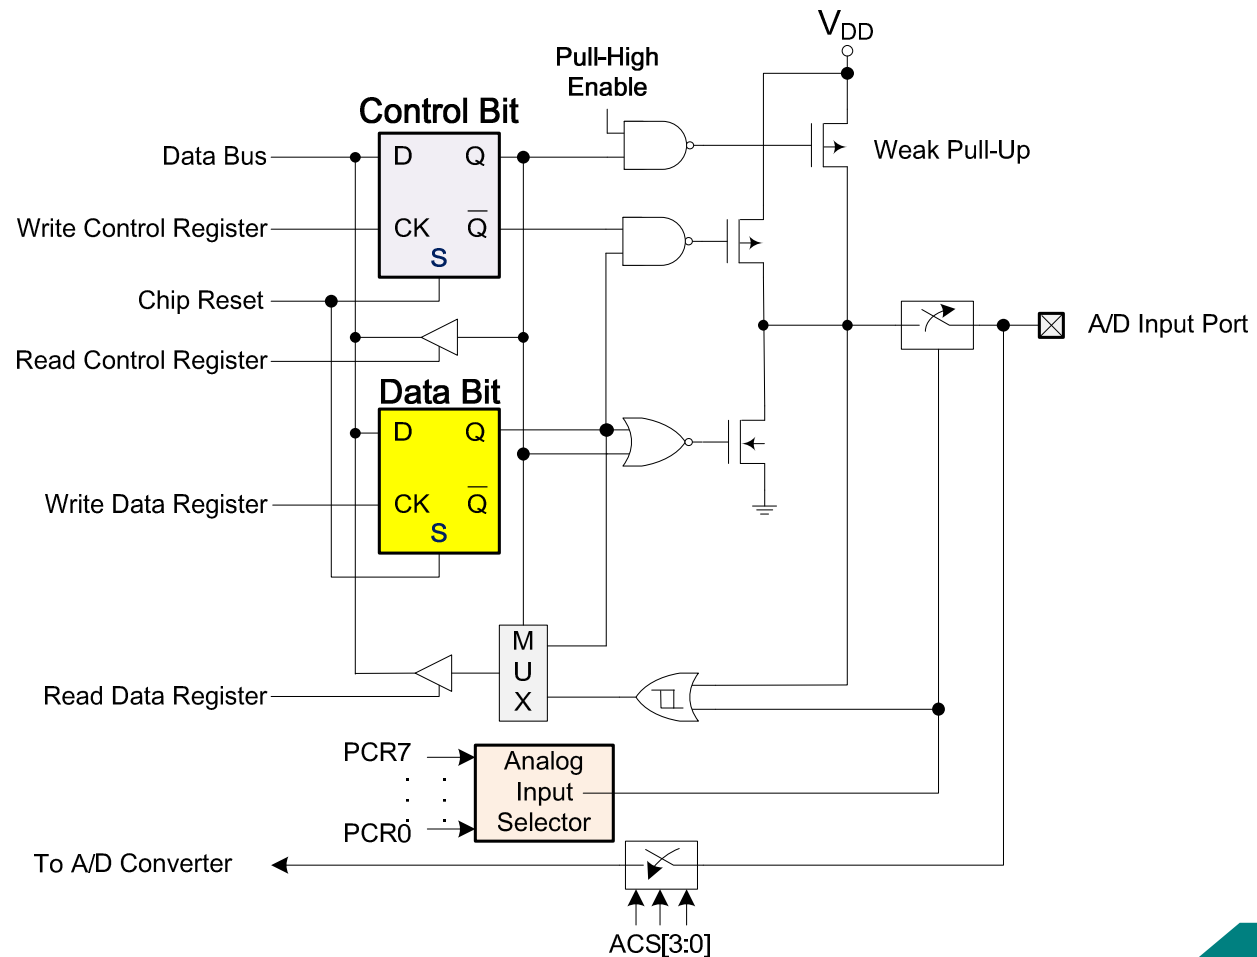 VDD
Pull-High
Enable
Control Bit
Data Bus
D
Q
Weak Pull-Up
Write Control Register
CK
Q
S
Chip Reset
A/D Input Port
Read Control Register
Data Bit
D
Q
Write Data Register
CK
Q
S
M
U
X
Read Data Register
PCR7
Analog
Input
Selector
PCR0
To A/D Converter
ACS[3:0]